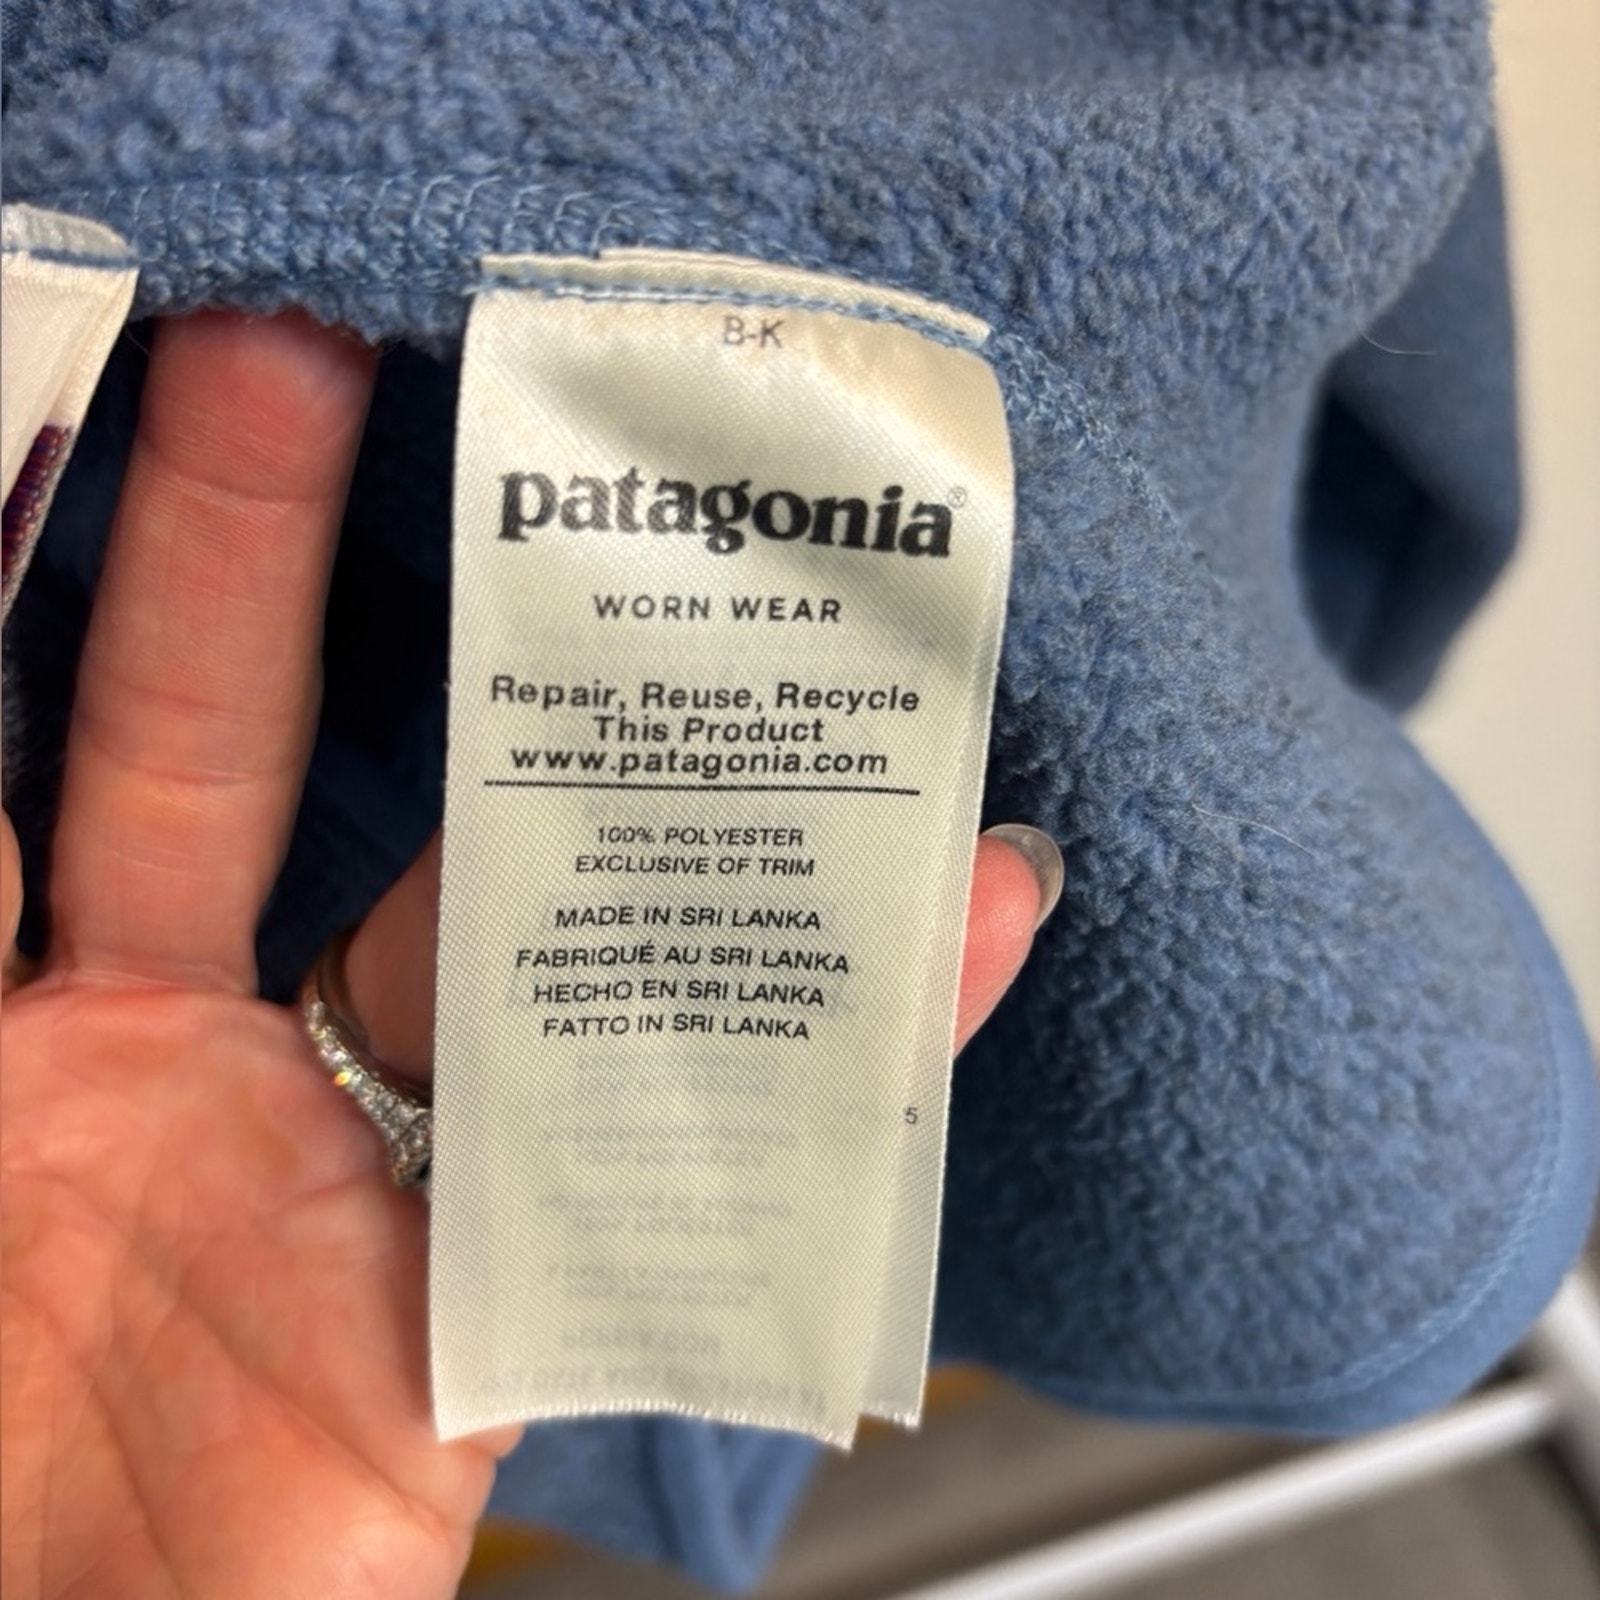 B-K
patagonia®
WORN WEAR
Repair, Reuse, Recycle
This Product
www.patagonia.com
100% POLYESTER
EXCLUSIVE OF TRIM
MADE IN SRI LANKA
FABRIQUÉ AU SRI LANKA
HECHO EN SRI LANKA
FATTO IN SRI LANKA
5